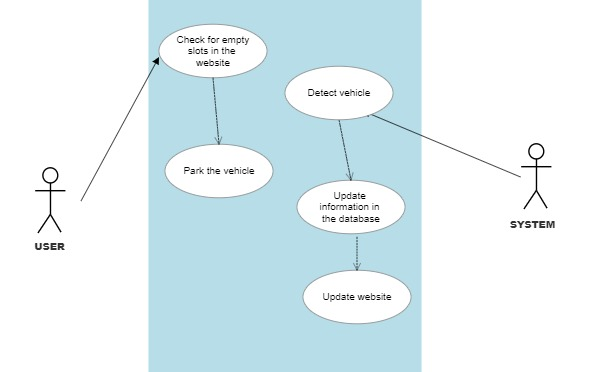 Check for empty
slots in the
website
Detect vehicle
Park the vehicle
Update
information in
the database
USER
SYSTEM
Update website